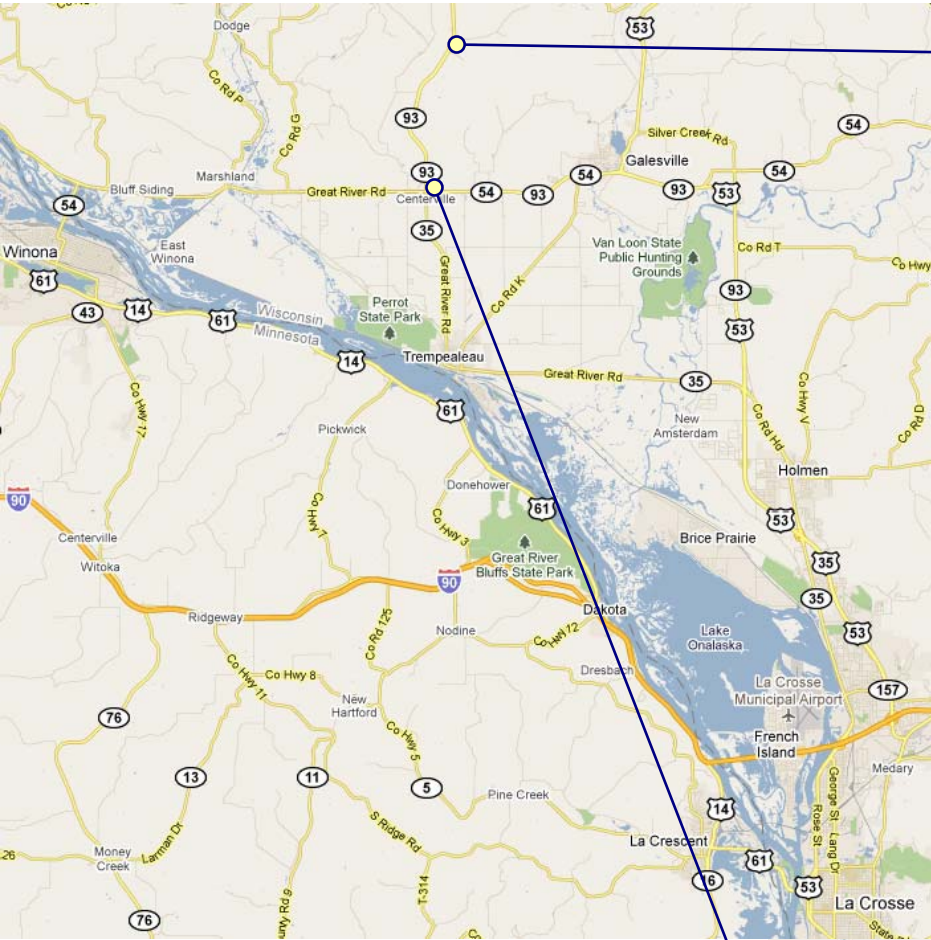 Dodge
53
Co Rd P
93
Co Rd G
54
Silver Creek Rd
Galesville
93
54
54
Marshland
Bluff Siding
Great River Rd
54
93
93
53
Centerville
54
35
Winona
East
Winona
Van Loon State
Public Hunting
Grounds
Co Rd T
Co Hwy
61
Great River Rd
Co Rd K
93
43
14
61
Wisconsin
Minnesota
Perrot
State Park
53
14
Trempealeau
Great River Rd
35
Co Hwy 17
61
Co Hwy V
Co Rd D
Pickwick
New
Amsterdam
Co Rd Hd
Holmen
90
Donehower
Co Hwy 7
61
53
Co Hwy 3
Centerville
Brice Prairie
Witoka
Great River
Bluffs State Park
35
90
35
Dakota
Ridgeway
Co Rd 125
Nodine
Co Hwy 12
Lake
Onalaska
53
Co Hwy 11
Co Hwy 8
Dresbach
La Crosse
Municipal Airport
157
New
Hartford
76
Co Hwy 5
French
Island
Medary
13
11
5
Pine Creek
14
George St
Rose St
Lang Dr
S Ridge Rd
Larman Dr
La Crescent
26
Money
Creek
61
16
53
T-314
La Crosse
76
State